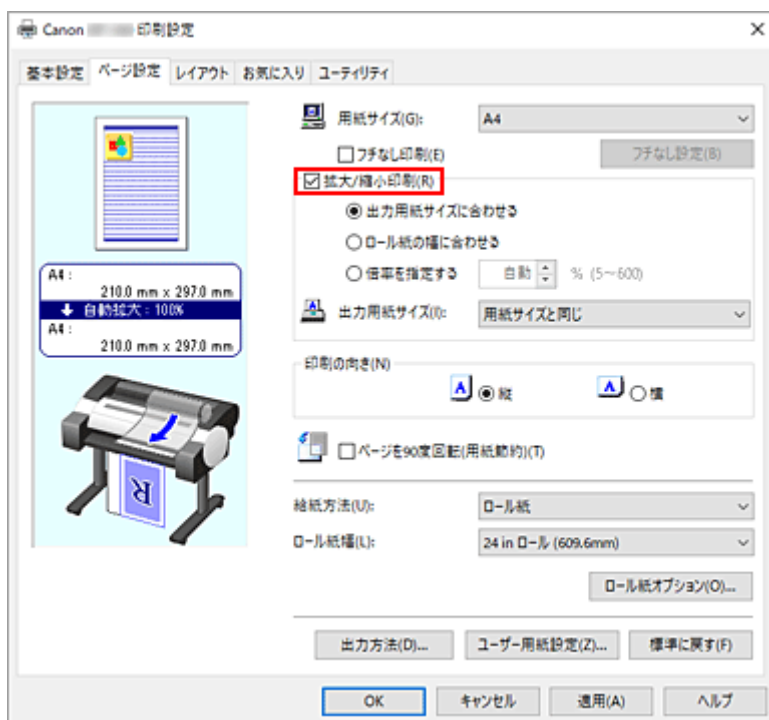 Canon 印刷設定
基本設定 ページ設定 レイアウト お気に入り ユーティリティ
用紙サイズ(G): A4
フチなし印刷(E) フチなし設定(B)
拡大/縮小印刷(R)
出力用紙サイズに合わせる
ロール紙の幅に合わせる
倍率を指定する 自動 % (5～600)
出力用紙サイズ(I): 用紙サイズと同じ
A4 :
210.0 mm x 297.0 mm
自動拡大 : 100%
A4 :
210.0 mm x 297.0 mm
印刷の向き(N)
A 縦 A 横
ページを90度回転(用紙節約)(T)
R
給紙方法(U): ロール紙
ロール紙幅(L): 24 in ロール (609.6mm)
ロール紙オプション(O)...
出力方法(D)... ユーザー用紙設定(Z)... 標準に戻す(F)
OK キャンセル 適用(A) ヘルプ